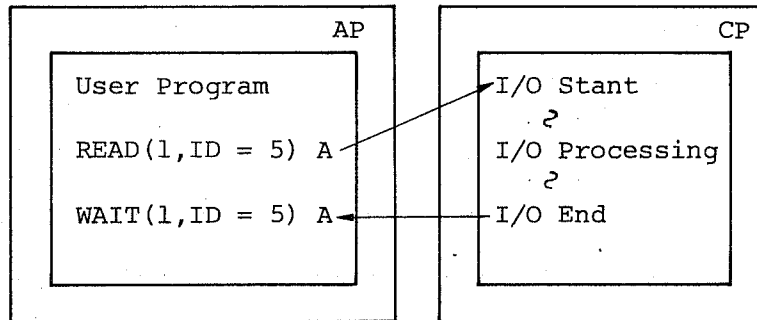 AP
User Program
READ(1,ID = 5) A
WAIT(1,ID = 5) A
CP
I/O Stant
I/O Processing
I/O End